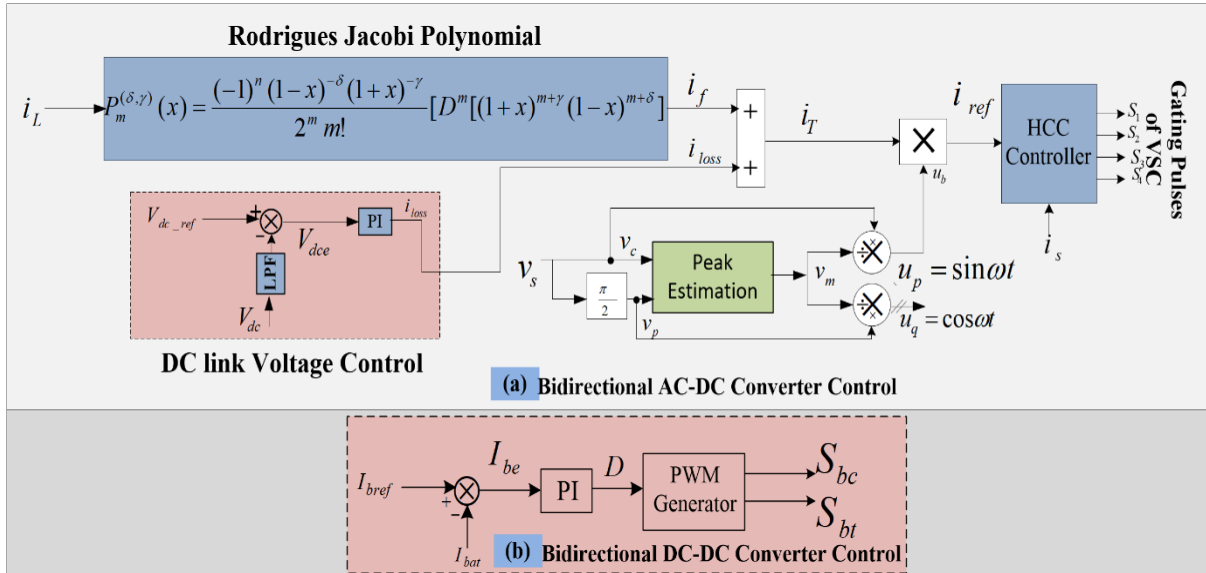 Rodrigues Jacobi Polynomial
i_L
P_m^{(δ,γ)}(x) = \frac{(-1)^n (1-x)^{-δ} (1+x)^{-γ}}{2^m m!} [D^m[(1+x)^{m+γ} (1-x)^{m+δ}]
i_f
i_loss
+
+
i_T
×
u_b
i_ref
HCC
Controller
S_1
S_2
S_3
S_4
Gating Pulses
of VSC
i_s
V_{dc_ref}
+
−
V_dce
PI
i_loss
LPF
V_dc
DC link Voltage Control
v_s
π/2
v_c
v_p
Peak
Estimation
v_m
÷ ×
u_p = sinωt
÷ ×
u_q = cosωt
(a) Bidirectional AC-DC Converter Control
I_bref
+
−
I_bat
I_be
PI
D
PWM
Generator
S_bc
S_bt
(b) Bidirectional DC-DC Converter Control